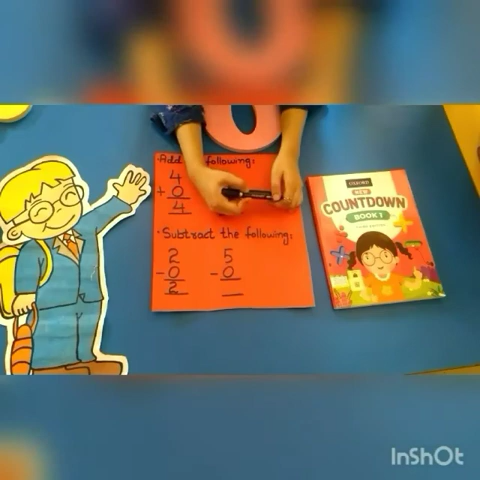 Add following:
4
+ 0
4
Subtract the following:
2 5
- 0 - 0
2
OXFORD
NEW
COUNTDOWN
BOOK 1
0
InShOt